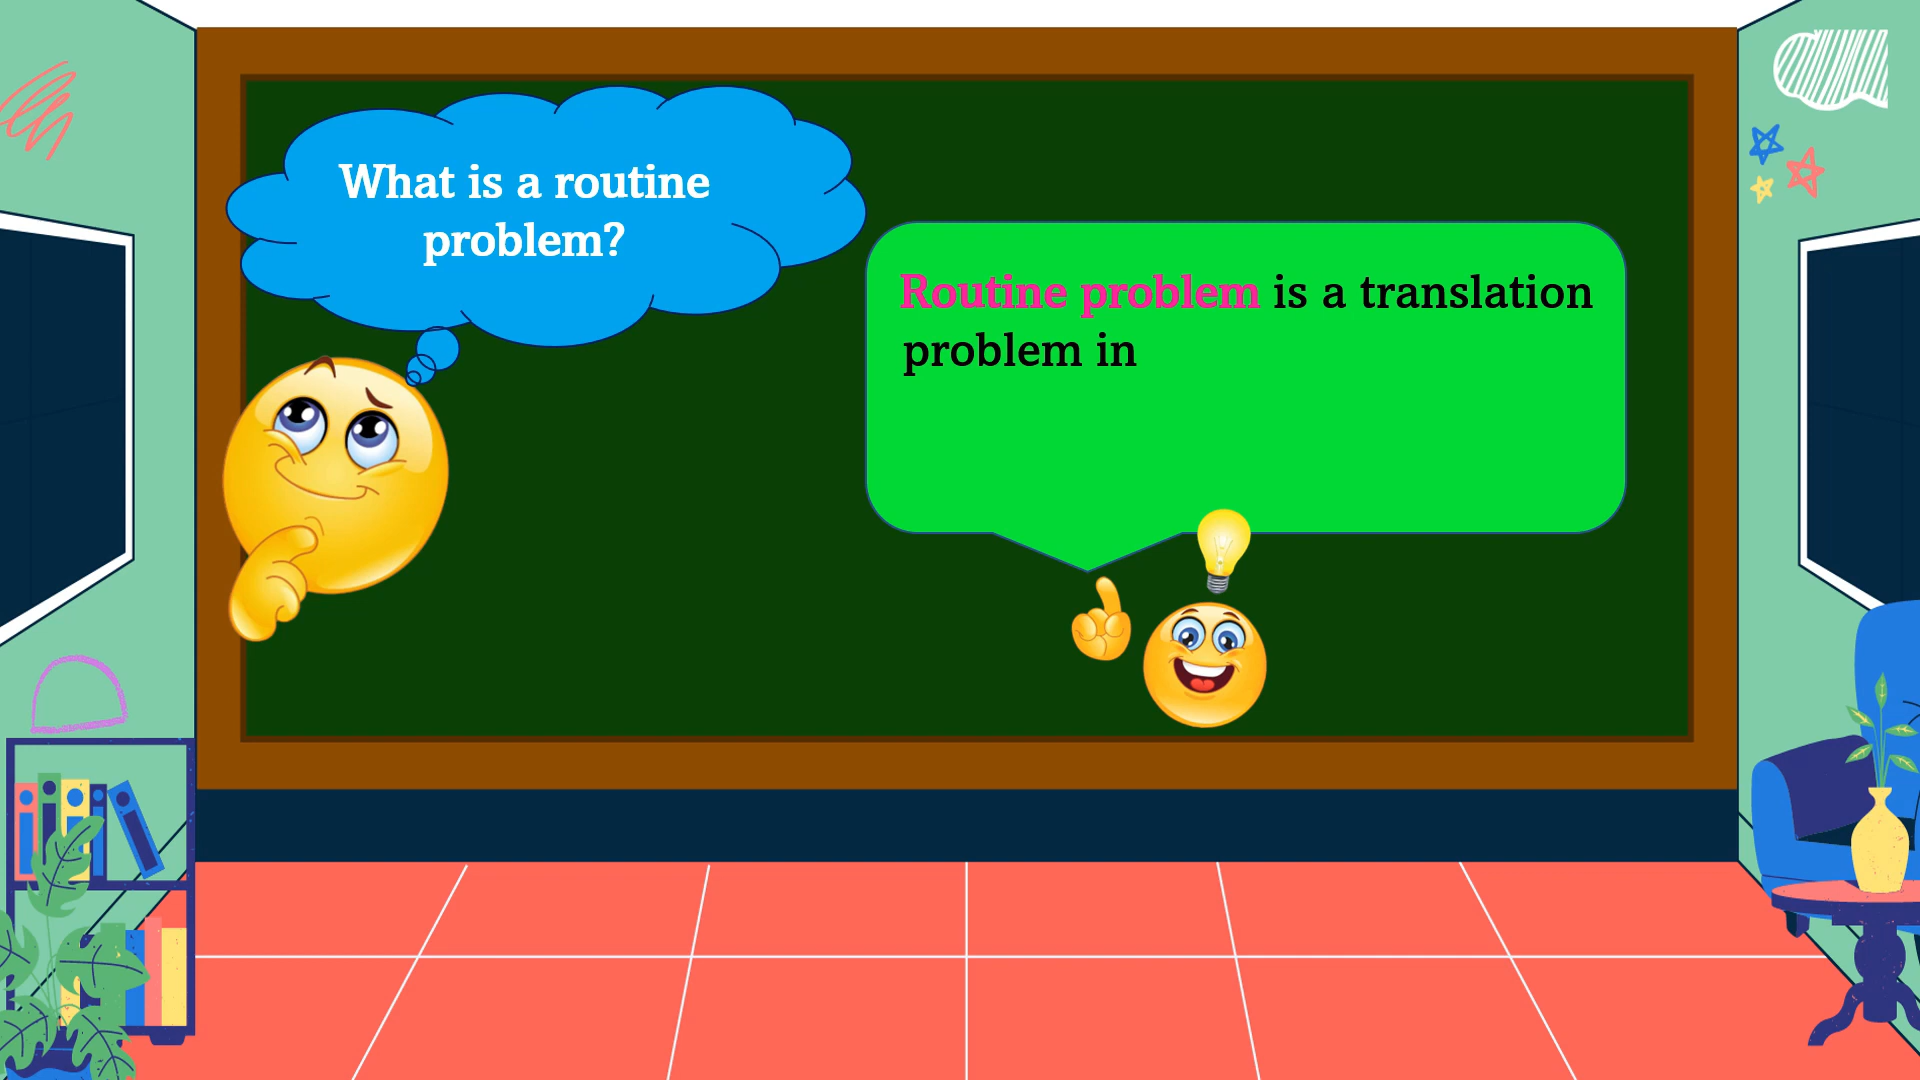 What is a routine
problem?
Routine problem is a translation
problem in